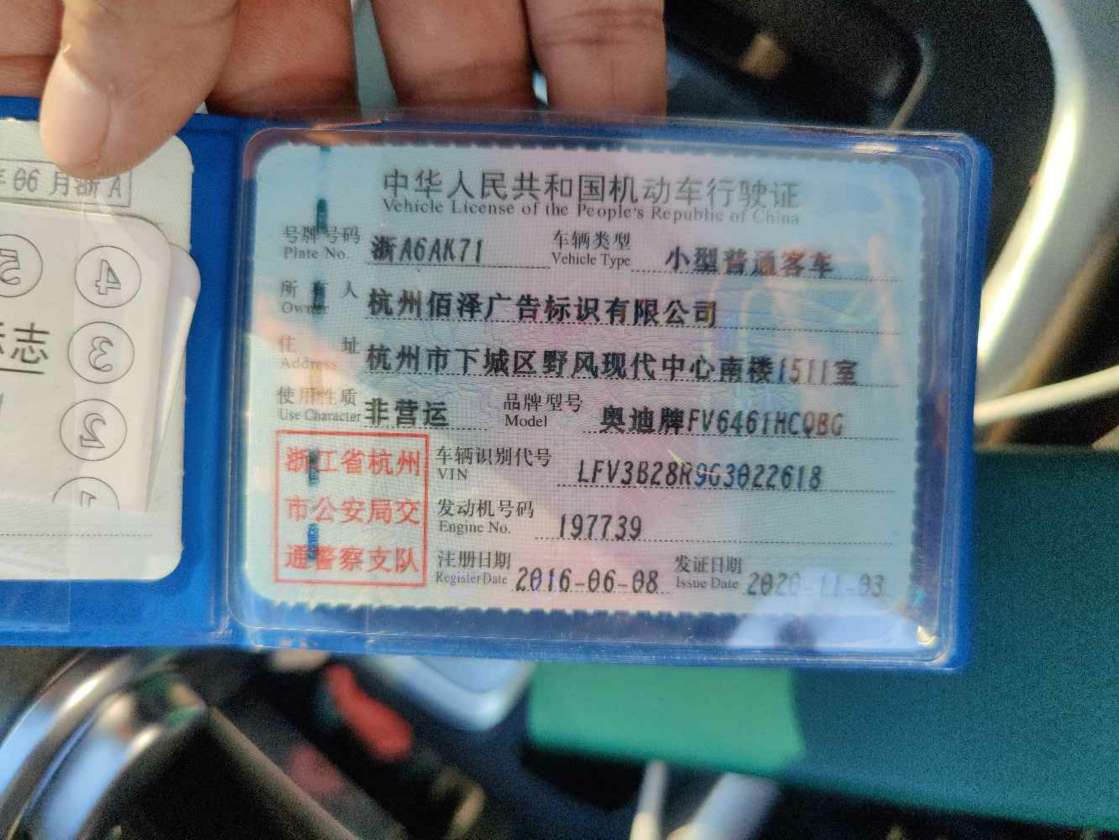 年06月浙A
⑤ ④
③
志
②
中华人民共和国机动车行驶证
Vehicle License of the People's Republic of China
号牌号码 浙A6AK71 车辆类型 小型普通客车
Plate No. Vehicle Type
所有人 杭州佰泽广告标识有限公司
Owner
住址 杭州市下城区野风现代中心南楼1511室
Address
使用性质 非营运 品牌型号 奥迪牌FV6461HCQBG
Use Character Model
浙江省杭州
市公安局交
通警察支队
车辆识别代号 LFV3B28R9G3022618
VIN
发动机号码 197739
Engine No.
注册日期 2016-06-08 发证日期 2020-11-03
Register Date Issue Date